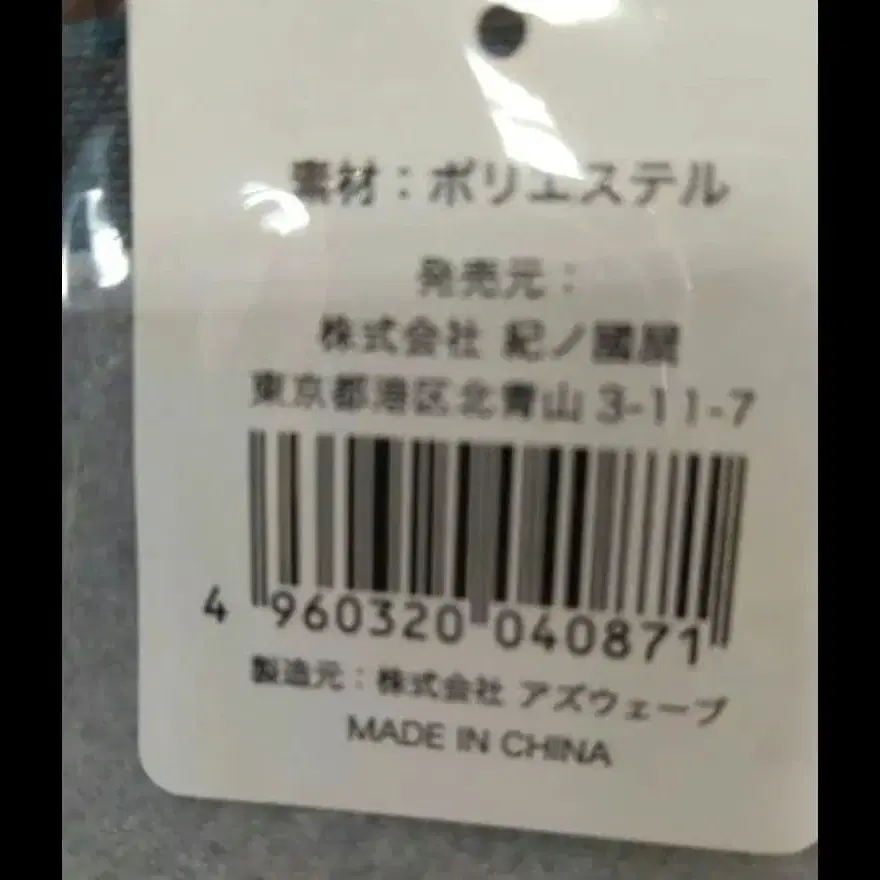 素材：ポリエステル
発売元：
株式会社 紀ノ國屋
東京都港区北青山 3-11-7
4 960320 040871
製造元：株式会社 アズウェーブ
MADE IN CHINA